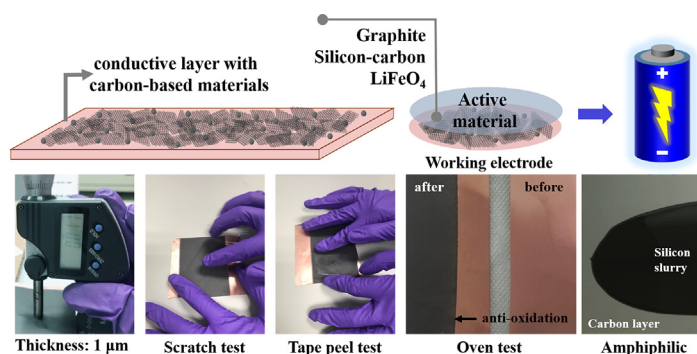 Graphite
Silicon-carbon
LiFeO4
conductive layer with
carbon-based materials
Active
material
Working electrode
+
−
after
before
anti-oxidation
Silicon
slurry
Carbon layer
Thickness: 1 μm
Scratch test
Tape peel test
Oven test
Amphiphilic